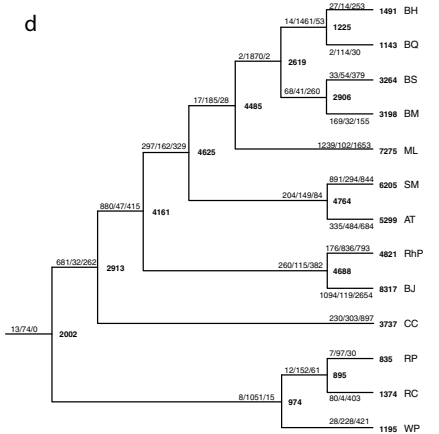 d
27/14/253
1491 BH
14/1461/53
1225
2/114/30
1143 BQ
2/1870/2
2619
33/54/379
3264 BS
68/41/260
2906
169/32/155
3198 BM
17/185/28
4485
1239/102/1653
7275 ML
297/162/329
4625
891/294/844
6205 SM
204/149/84
4764
335/484/684
5299 AT
880/47/415
4161
176/836/793
4821 RhP
260/115/382
4688
1094/119/2654
8317 BJ
681/32/262
2913
230/303/897
3737 CC
13/74/0
2002
7/97/30
835 RP
12/152/61
895
80/4/403
1374 RC
8/1051/15
974
28/228/421
1195 WP